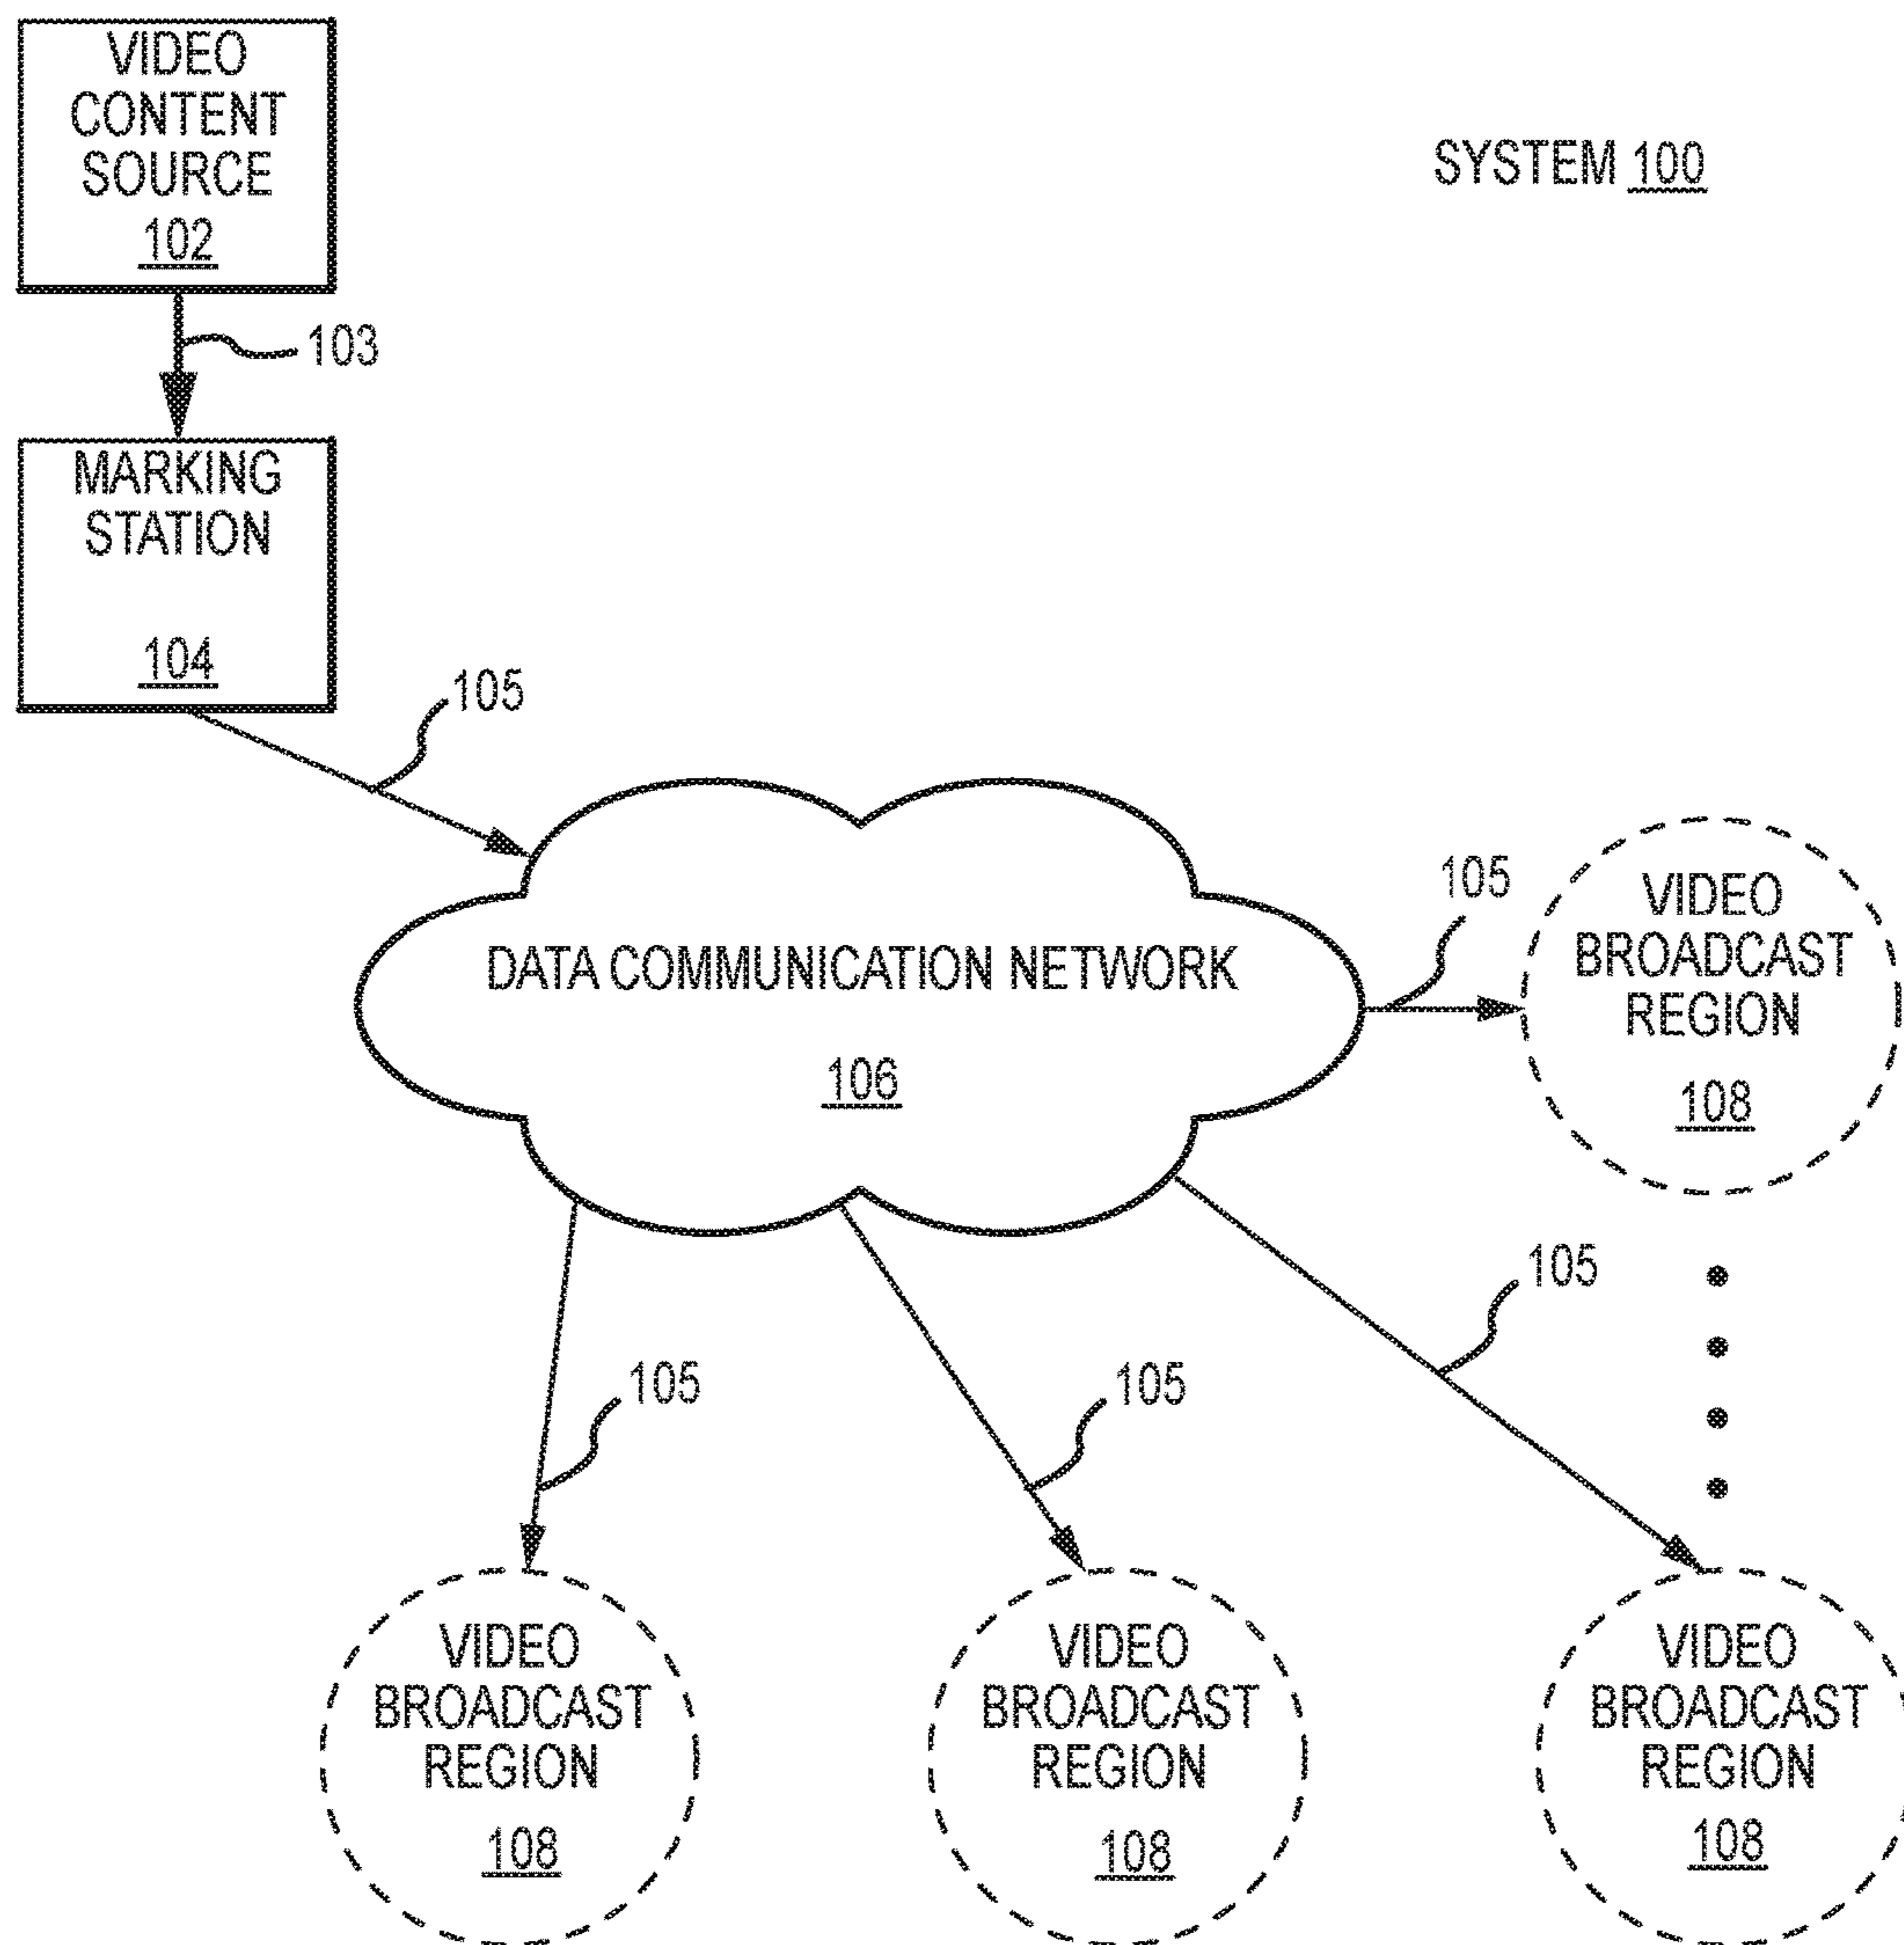 VIDEO
CONTENT
SOURCE
102
SYSTEM 100
103
MARKING
STATION
104
105
DATA COMMUNICATION NETWORK
106
105
VIDEO
BROADCAST
REGION
108
105
105
105
VIDEO
BROADCAST
REGION
108
VIDEO
BROADCAST
REGION
108
VIDEO
BROADCAST
REGION
108